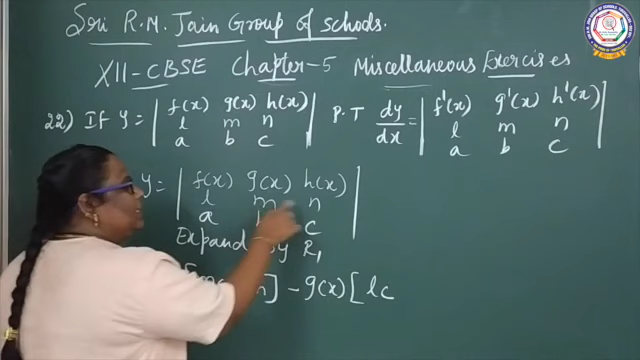 Sri R.M. Jain Group of schools.
XII-CBSE Chapter-5 Miscellaneous Exercises
22) If y = | f(x) g(x) h(x) | P.T dy/dx = | f'(x) g'(x) h'(x) |
l m n l m n
a b c a b c
y = | f(x) g(x) h(x) |
l m n
a c
Expand by R₁
n] - g(x) [ lc